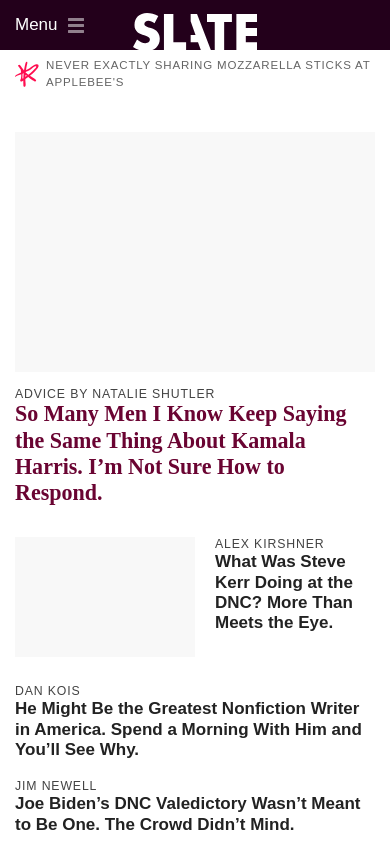 Menu
SLATE
NEVER EXACTLY SHARING MOZZARELLA STICKS AT
APPLEBEE'S
ADVICE BY NATALIE SHUTLER
So Many Men I Know Keep Saying
the Same Thing About Kamala
Harris. I’m Not Sure How to
Respond.
ALEX KIRSHNER
What Was Steve
Kerr Doing at the
DNC? More Than
Meets the Eye.
DAN KOIS
He Might Be the Greatest Nonfiction Writer
in America. Spend a Morning With Him and
You’ll See Why.
JIM NEWELL
Joe Biden’s DNC Valedictory Wasn’t Meant
to Be One. The Crowd Didn’t Mind.